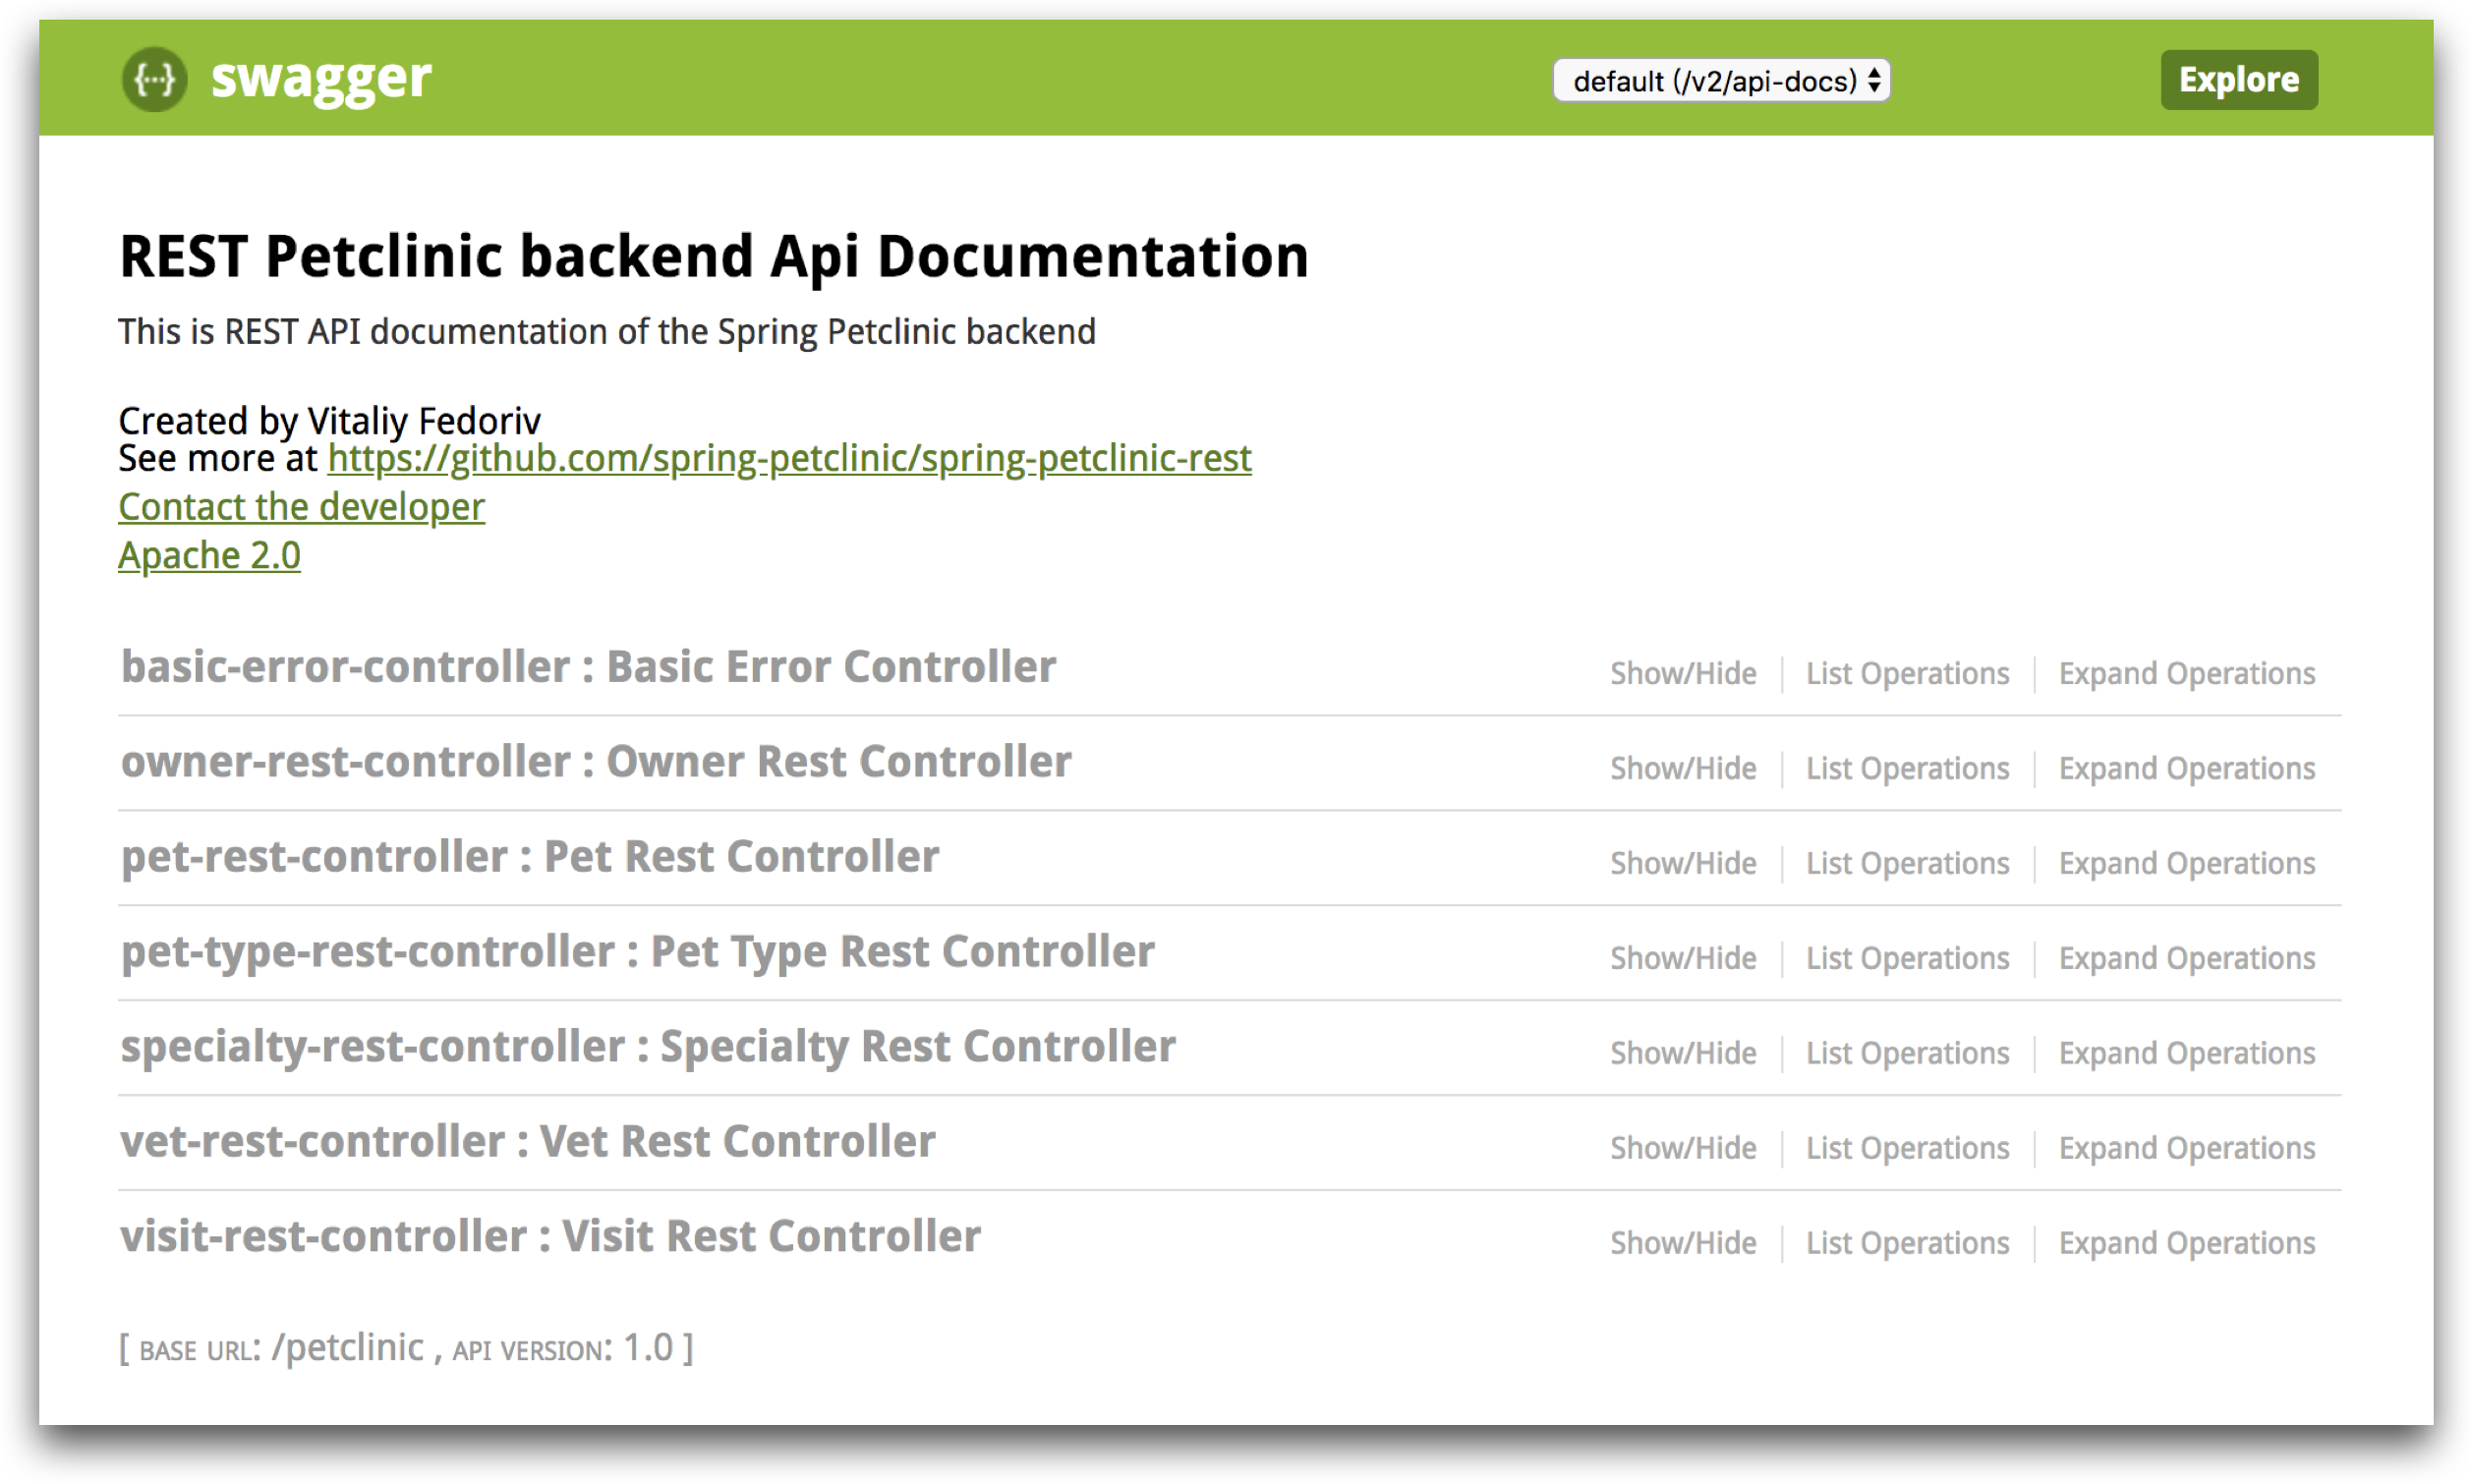 swagger default (/v2/api-docs) Explore
REST Petclinic backend Api Documentation
This is REST API documentation of the Spring Petclinic backend
Created by Vitaliy Fedoriv
See more at https://github.com/spring-petclinic/spring-petclinic-rest
Contact the developer
Apache 2.0
basic-error-controller : Basic Error Controller Show/Hide List Operations Expand Operations
owner-rest-controller : Owner Rest Controller Show/Hide List Operations Expand Operations
pet-rest-controller : Pet Rest Controller Show/Hide List Operations Expand Operations
pet-type-rest-controller : Pet Type Rest Controller Show/Hide List Operations Expand Operations
specialty-rest-controller : Specialty Rest Controller Show/Hide List Operations Expand Operations
vet-rest-controller : Vet Rest Controller Show/Hide List Operations Expand Operations
visit-rest-controller : Visit Rest Controller Show/Hide List Operations Expand Operations
[ BASE URL: /petclinic , API VERSION: 1.0 ]